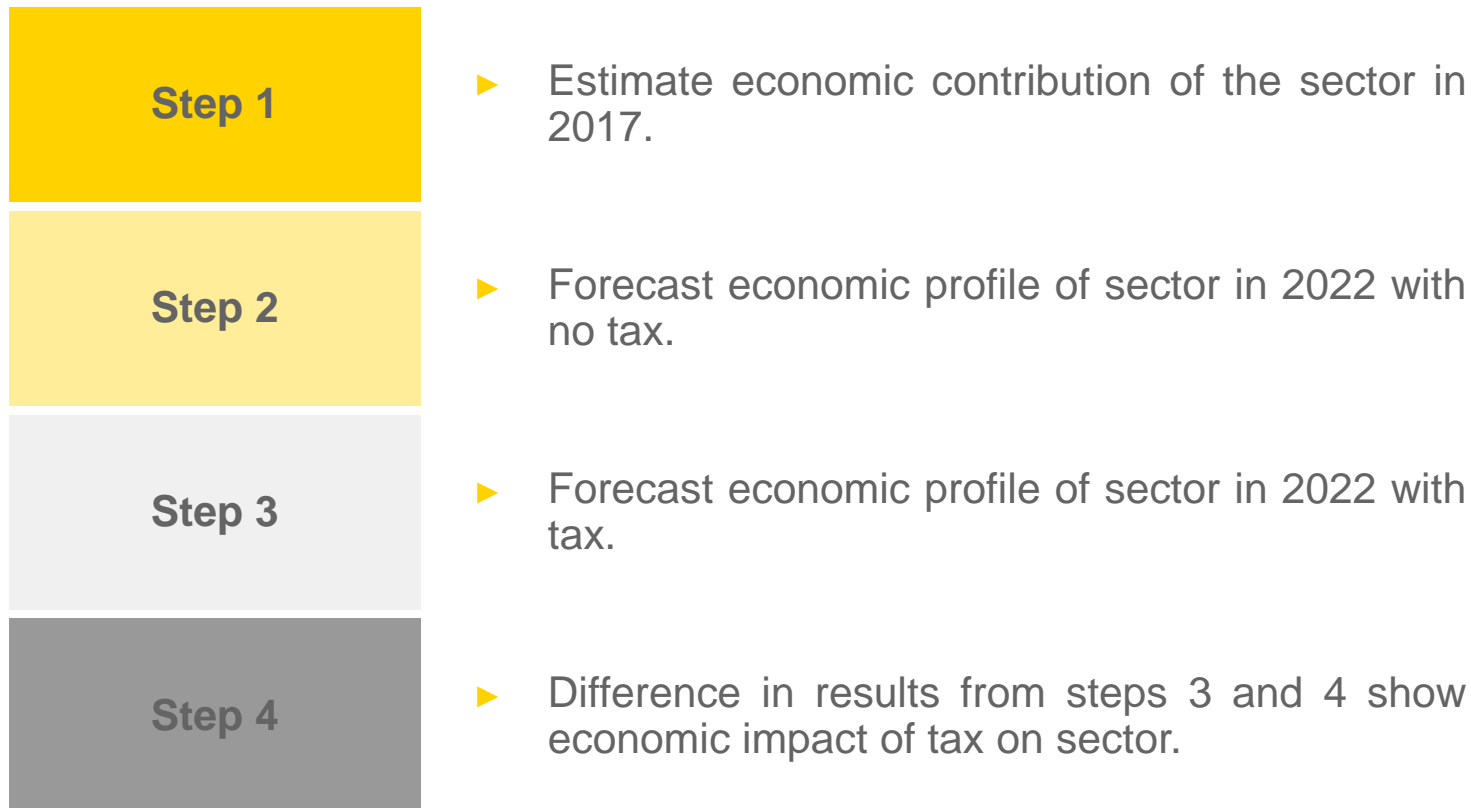 Step 1
► Estimate economic contribution of the sector in
2017.
Step 2
► Forecast economic profile of sector in 2022 with
no tax.
Step 3
► Forecast economic profile of sector in 2022 with
tax.
Step 4
► Difference in results from steps 3 and 4 show
economic impact of tax on sector.